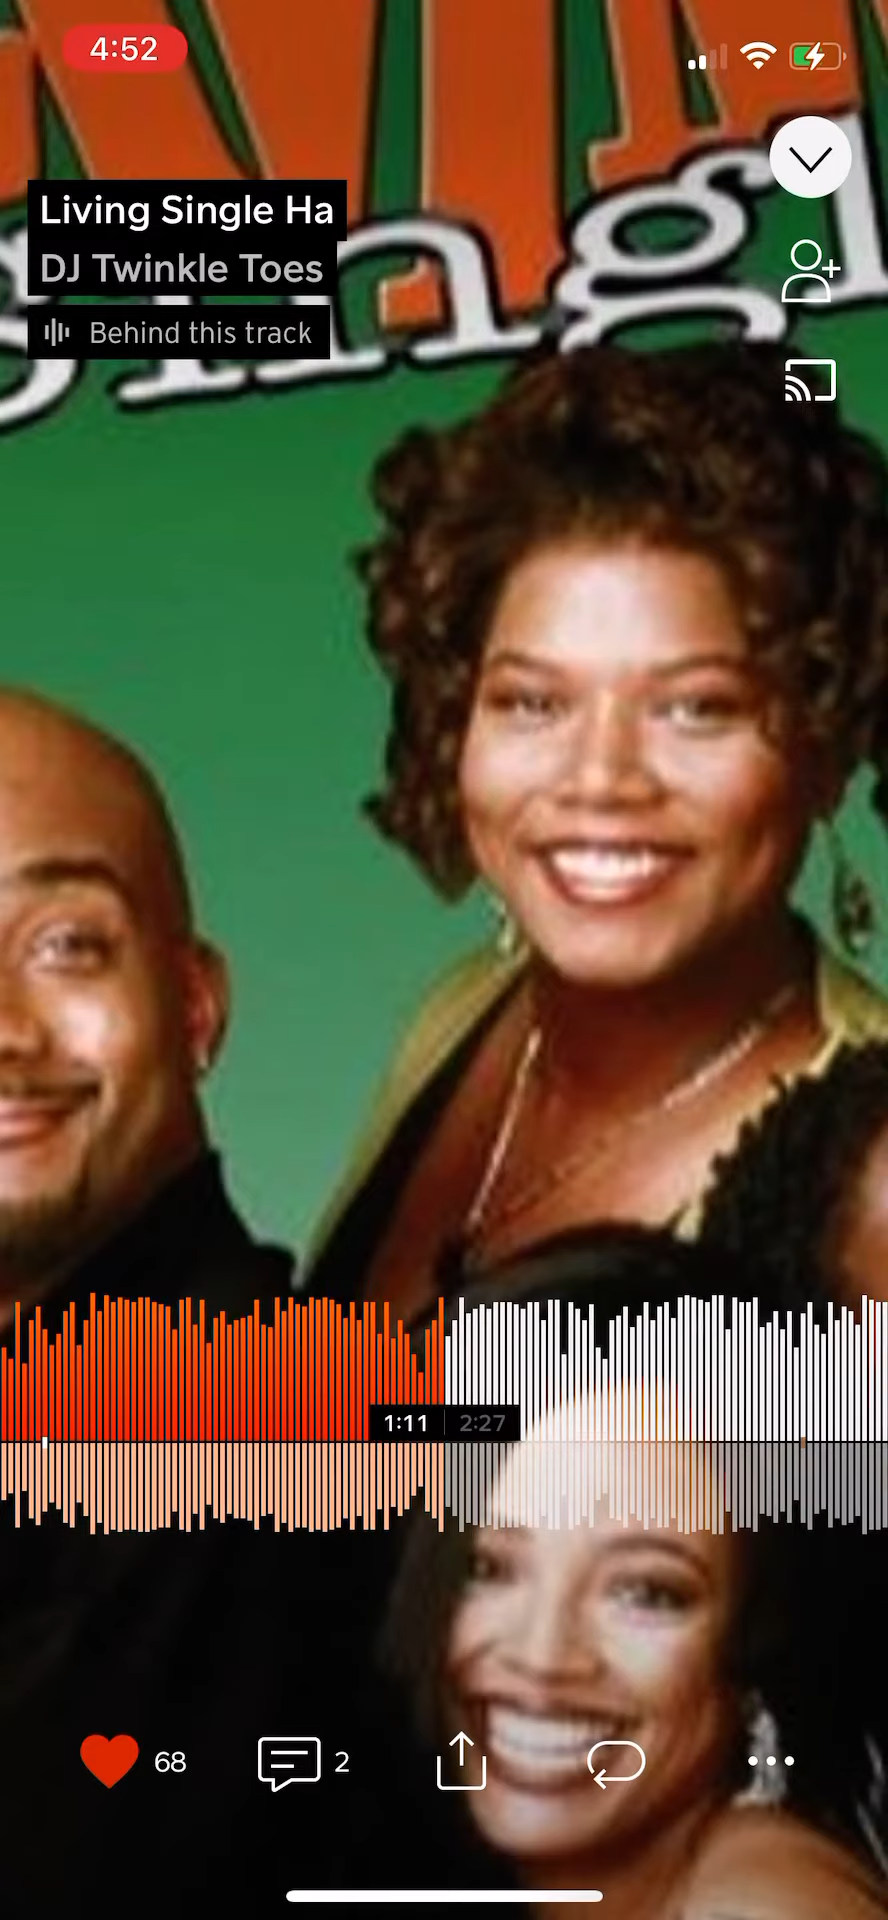 4:52
Living Single Ha
DJ Twinkle Toes
Behind this track
1:11 2:27
68 2